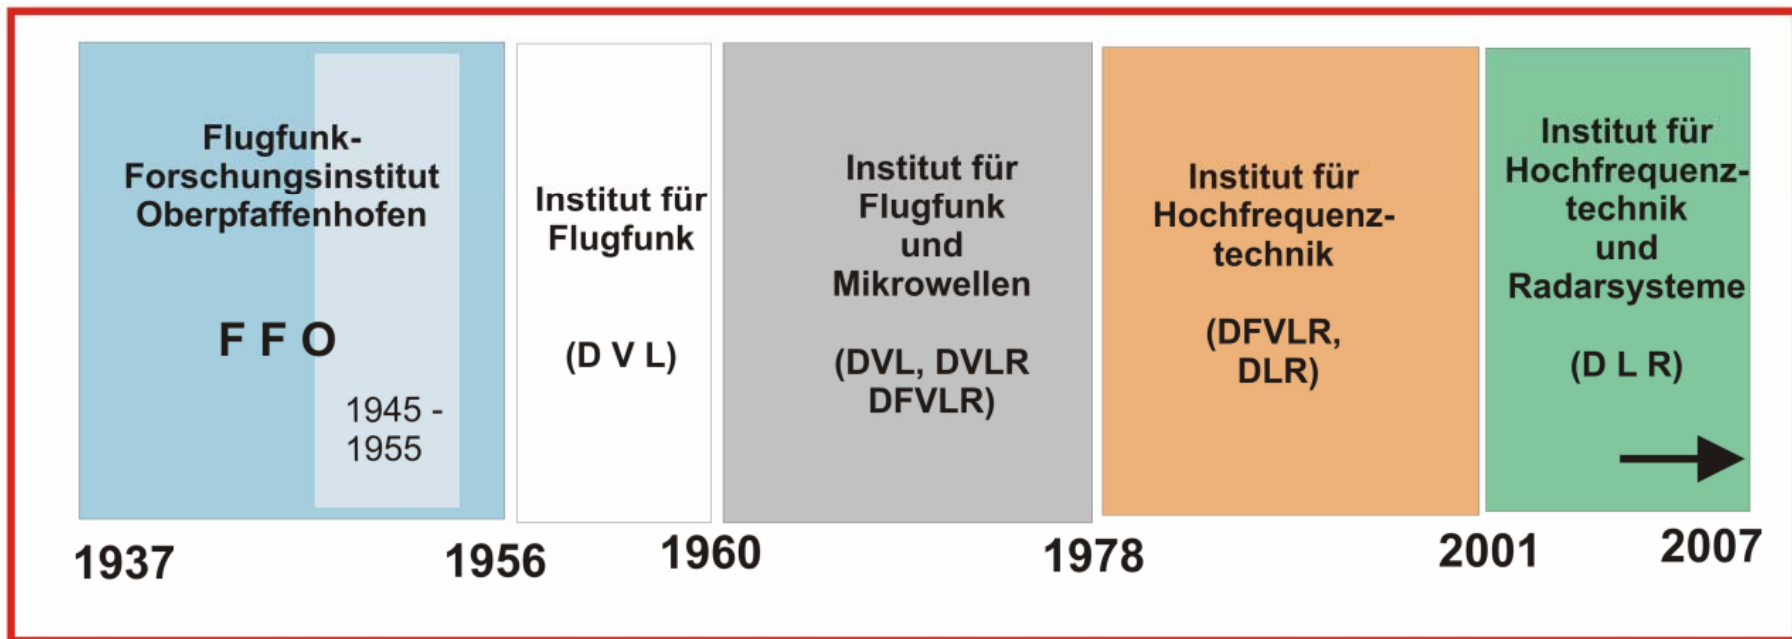 Flugfunk-
Forschungsinstitut
Oberpfaffenhofen
F F O
1945 -
1955
Institut für
Flugfunk
(D V L)
Institut für
Flugfunk
und
Mikrowellen
(DVL, DVLR
DFVLR)
Institut für
Hochfrequenz-
technik
(DFVLR,
DLR)
Institut für
Hochfrequenz-
technik
und
Radarsysteme
(D L R)
1937
1956
1960
1978
2001
2007